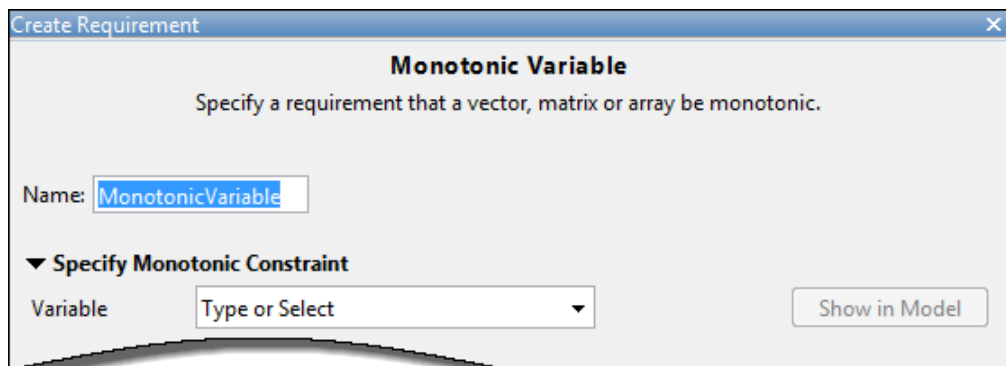 Create Requirement
Monotonic Variable
Specify a requirement that a vector, matrix or array be monotonic.
Name: MonotonicVariable
Specify Monotonic Constraint
Variable Type or Select Show in Model